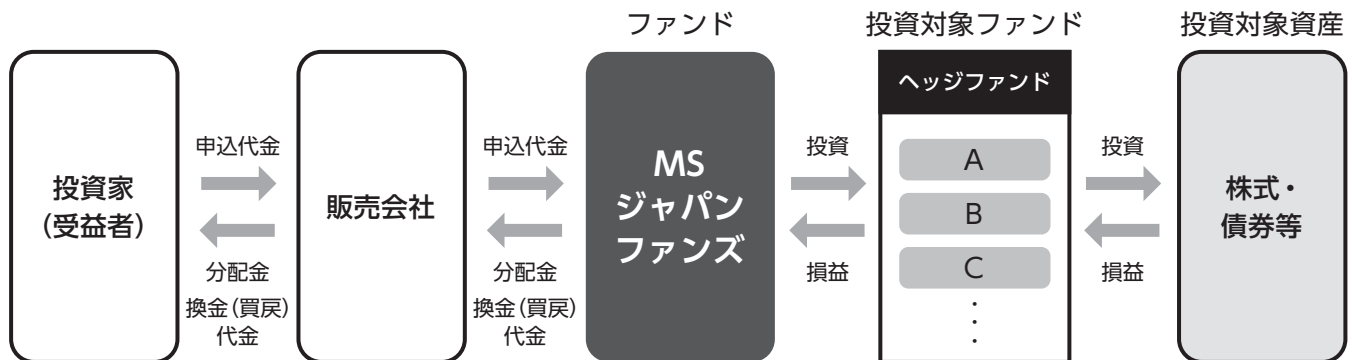 ファンド
投資対象ファンド
投資対象資産
投資家
(受益者)
申込代金
分配金
換金(買戻)
代金
販売会社
申込代金
分配金
換金(買戻)
代金
MS
ジャパン
ファンズ
投資
損益
ヘッジファンド
A
B
C
・
・
・
投資
損益
株式・
債券等